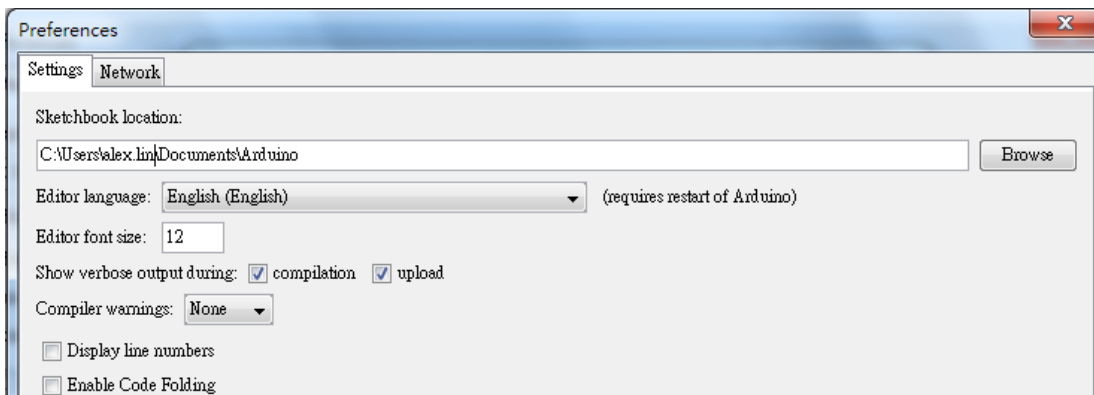 Preferences
Settings Network
Sketchbook location:
C:\Users\alex.lin\Documents\Arduino Browse
Editor language: English (English) (requires restart of Arduino)
Editor font size: 12
Show verbose output during: compilation upload
Compiler warnings: None
Display line numbers
Enable Code Folding